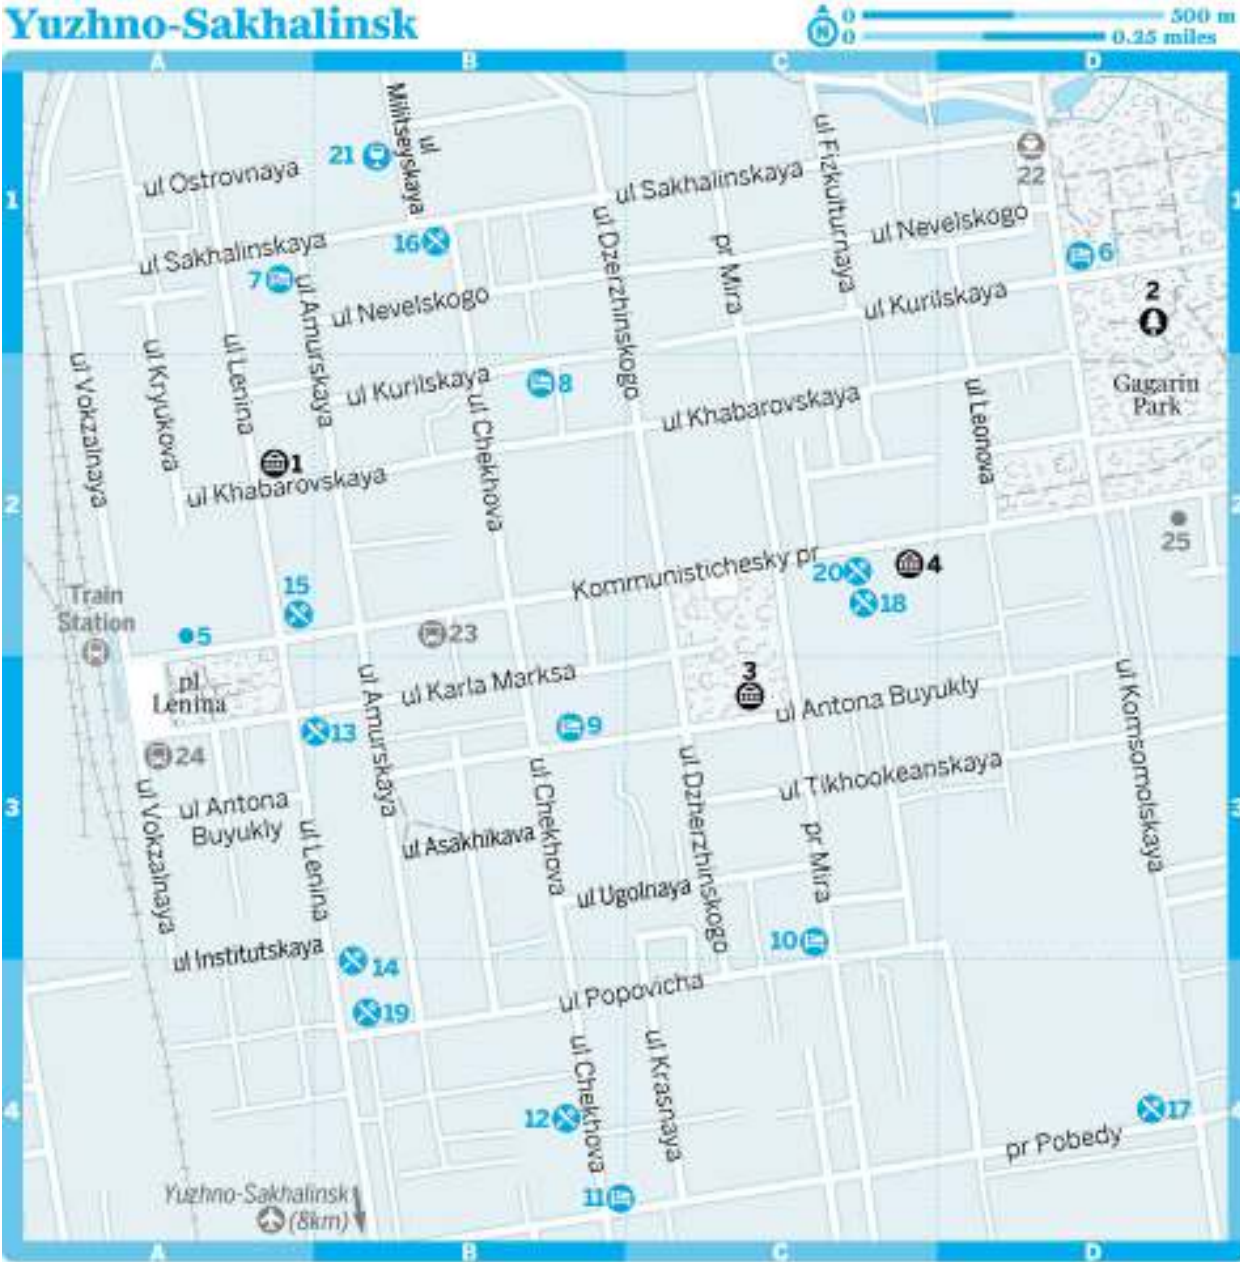 Yuzhno-Sakhalinsk
0 500 m
N
0 0.25 miles
A B C D
1
21
ul
Militseyskaya
ul Ostrovnaya
ul Sakhalinskaya
ul Fizkulturnaya
22
1
ul Sakhalinskaya
16
ul Dzerzhinskogo
pr Mira
ul Nevelskogo
6
7
ul Amurskaya
ul Nevelskogo
ul Kurilskaya
2
ul Vokzalnaya
ul Kryukova
ul Lenina
ul Kurilskaya
8
ul Chekhova
ul Khabarovskaya
ul Leonova
Gagarin
Park
1
ul Khabarovskaya
2
2
25
Kommunistichesky pr
20
4
18
15
Train
Station
5
23
pl
Lenina
ul Amurskaya
ul Karla Marksa
3
ul Antona Buyukly
ul Komsomolskaya
13
9
24
ul Vokzalnaya
ul Antona
Buyukly
ul Lenina
ul Chekhova
ul Dzherzhinskogo
ul Tikhookeanskaya
3
3
pr Mira
ul Asakhikava
ul Ugolnaya
10
ul Institutskaya
14
19
ul Popovicha
ul Chekhova
ul Krasnaya
4
12
17
4
pr Pobedy
Yuzhno-Sakhalinsk
(8km)
11
A B C D